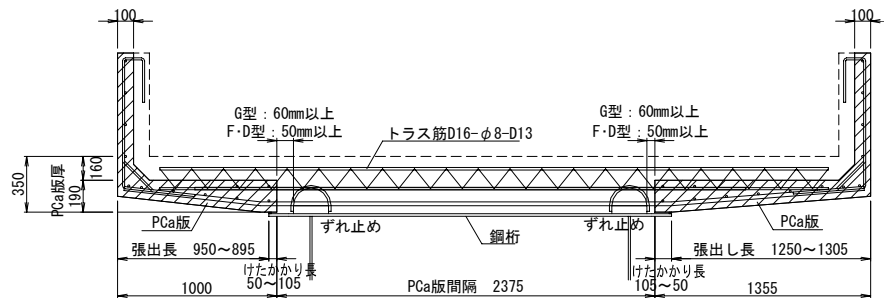 100
100
G型：60mm以上
F・D型：50mm以上
トラス筋D16-φ8-D13
G型：60mm以上
F・D型：50mm以上
350
PCa版厚
160
190
PCa版
ずれ止め
鋼桁
ずれ止め
PCa版
張出長 950～895
けたかかり長
50～105
けたかかり長
105～50
張出し長 1250～1305
1000
PCa版間隔 2375
1355